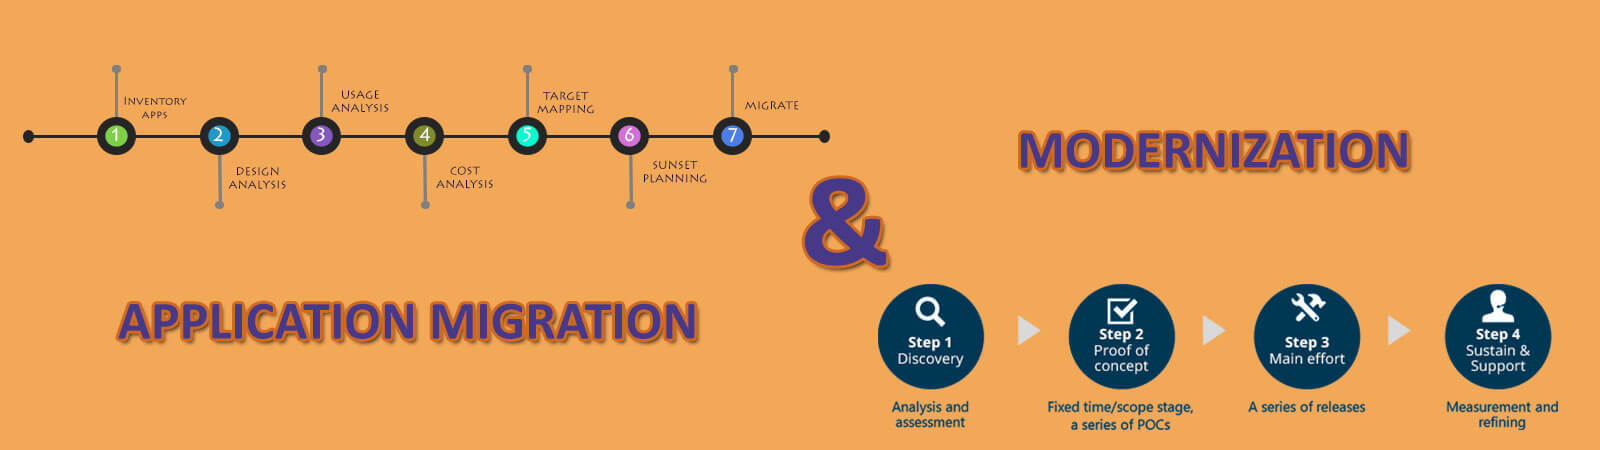 1
INVENTORY
APPS
2
DESIGN
ANALYSIS
3
USAGE
ANALYSIS
4
COST
ANALYSIS
5
TARGET
MAPPING
6
SUNSET
PLANNING
7
MIGRATE
APPLICATION MIGRATION
&
MODERNIZATION
Step 1
Discovery
Analysis and
assessment
Step 2
Proof of
concept
Fixed time/scope stage,
a series of POCs
Step 3
Main effort
A series of releases
Step 4
Sustain &
Support
Measurement and
refining